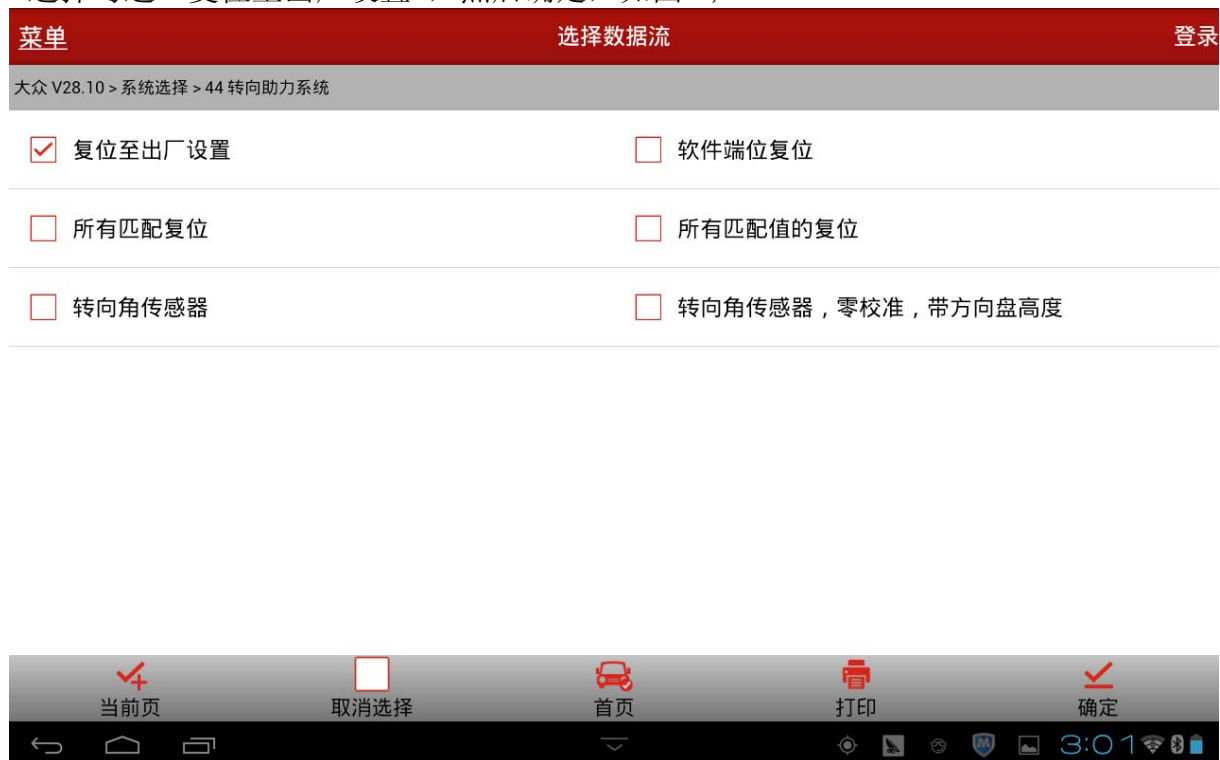 菜单 选择数据流 登录
大众 V28.10 > 系统选择 > 44 转向助力系统
复位至出厂设置 软件端位复位
所有匹配复位 所有匹配值的复位
转向角传感器 转向角传感器，零校准，带方向盘高度
当前页 取消选择 首页 打印 确定
3:01